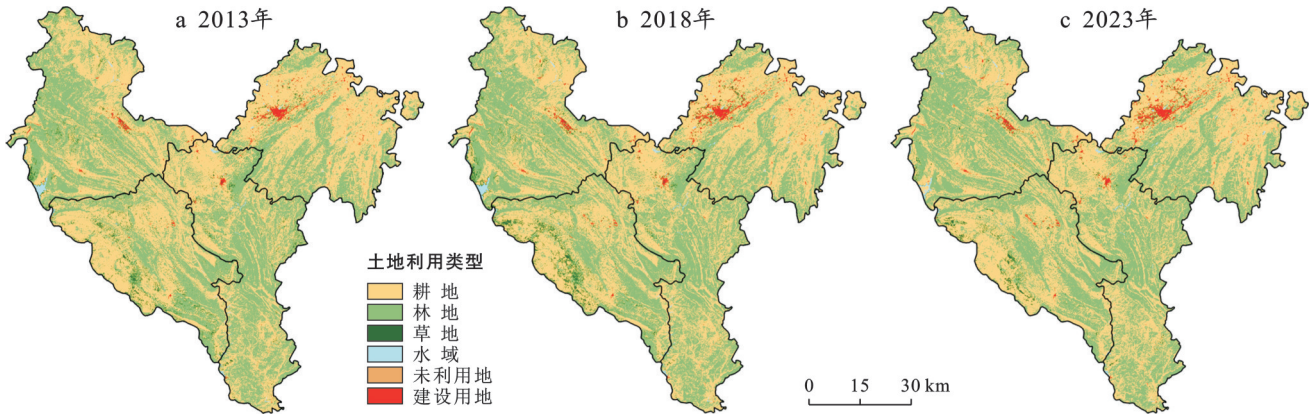 a 2013年
b 2018年
c 2023年
土地利用类型
耕 地
林 地
草 地
水 域
未利用地
建设用地
0 15 30 km